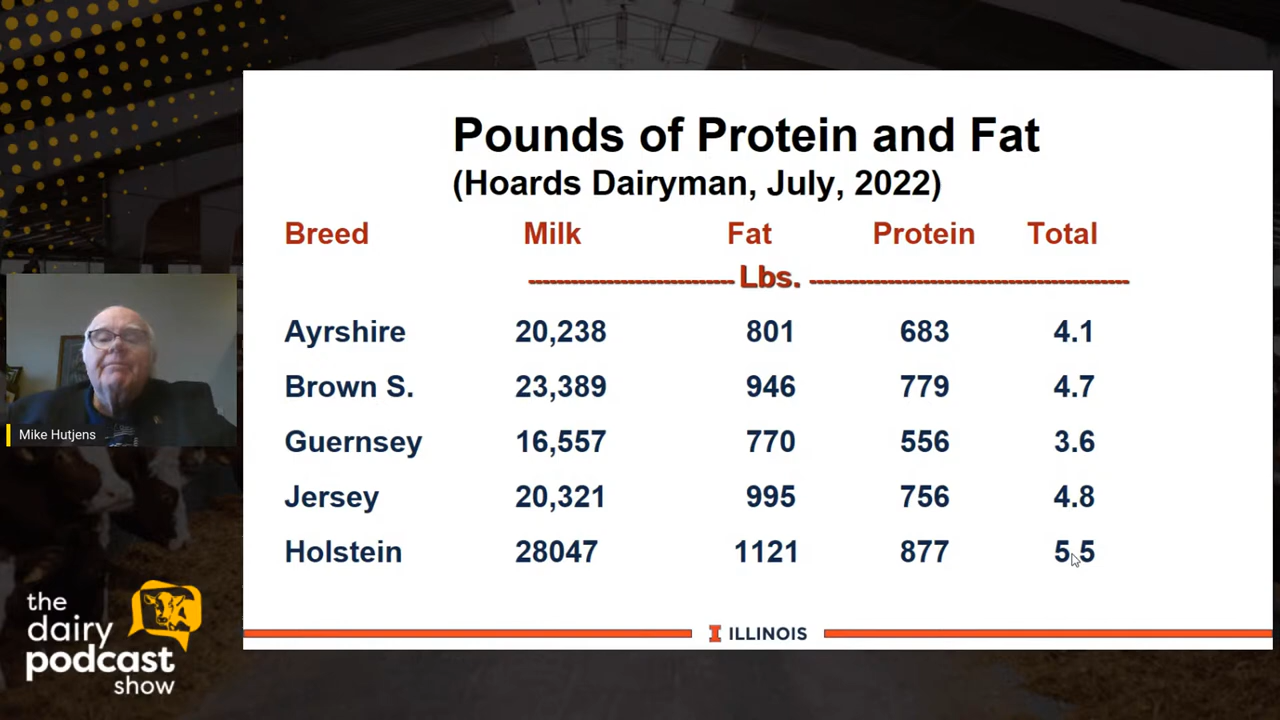 Pounds of Protein and Fat
(Hoards Dairyman, July, 2022)
Breed Milk Fat Protein Total
Lbs.
Ayrshire 20,238 801 683 4.1
Brown S. 23,389 946 779 4.7
Guernsey 16,557 770 556 3.6
Jersey 20,321 995 756 4.8
Holstein 28047 1121 877 5.5
ILLINOIS
Mike Hutjens
the
dairy
podcast
show